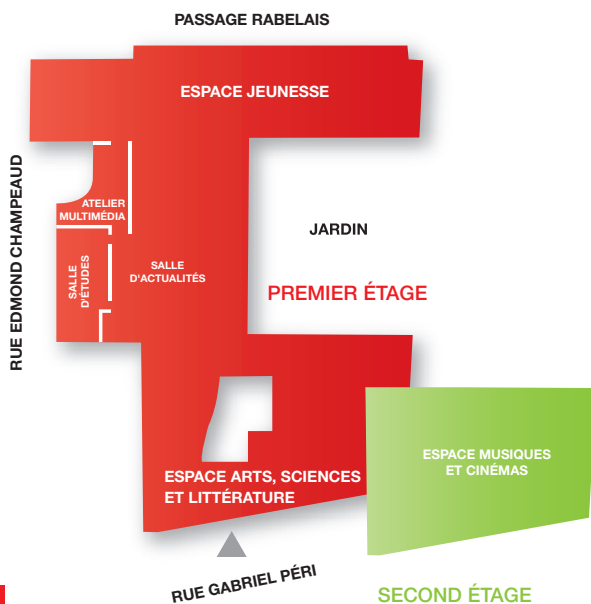 PASSAGE RABELAIS
ESPACE JEUNESSE
RUE EDMOND CHAMPEAUD
ATELIER
MULTIMÉDIA
JARDIN
SALLE
D'ÉTUDES
SALLE
D'ACTUALITÉS
PREMIER ÉTAGE
ESPACE MUSIQUES
ET CINÉMAS
ESPACE ARTS, SCIENCES
ET LITTÉRATURE
RUE GABRIEL PÉRI
SECOND ÉTAGE